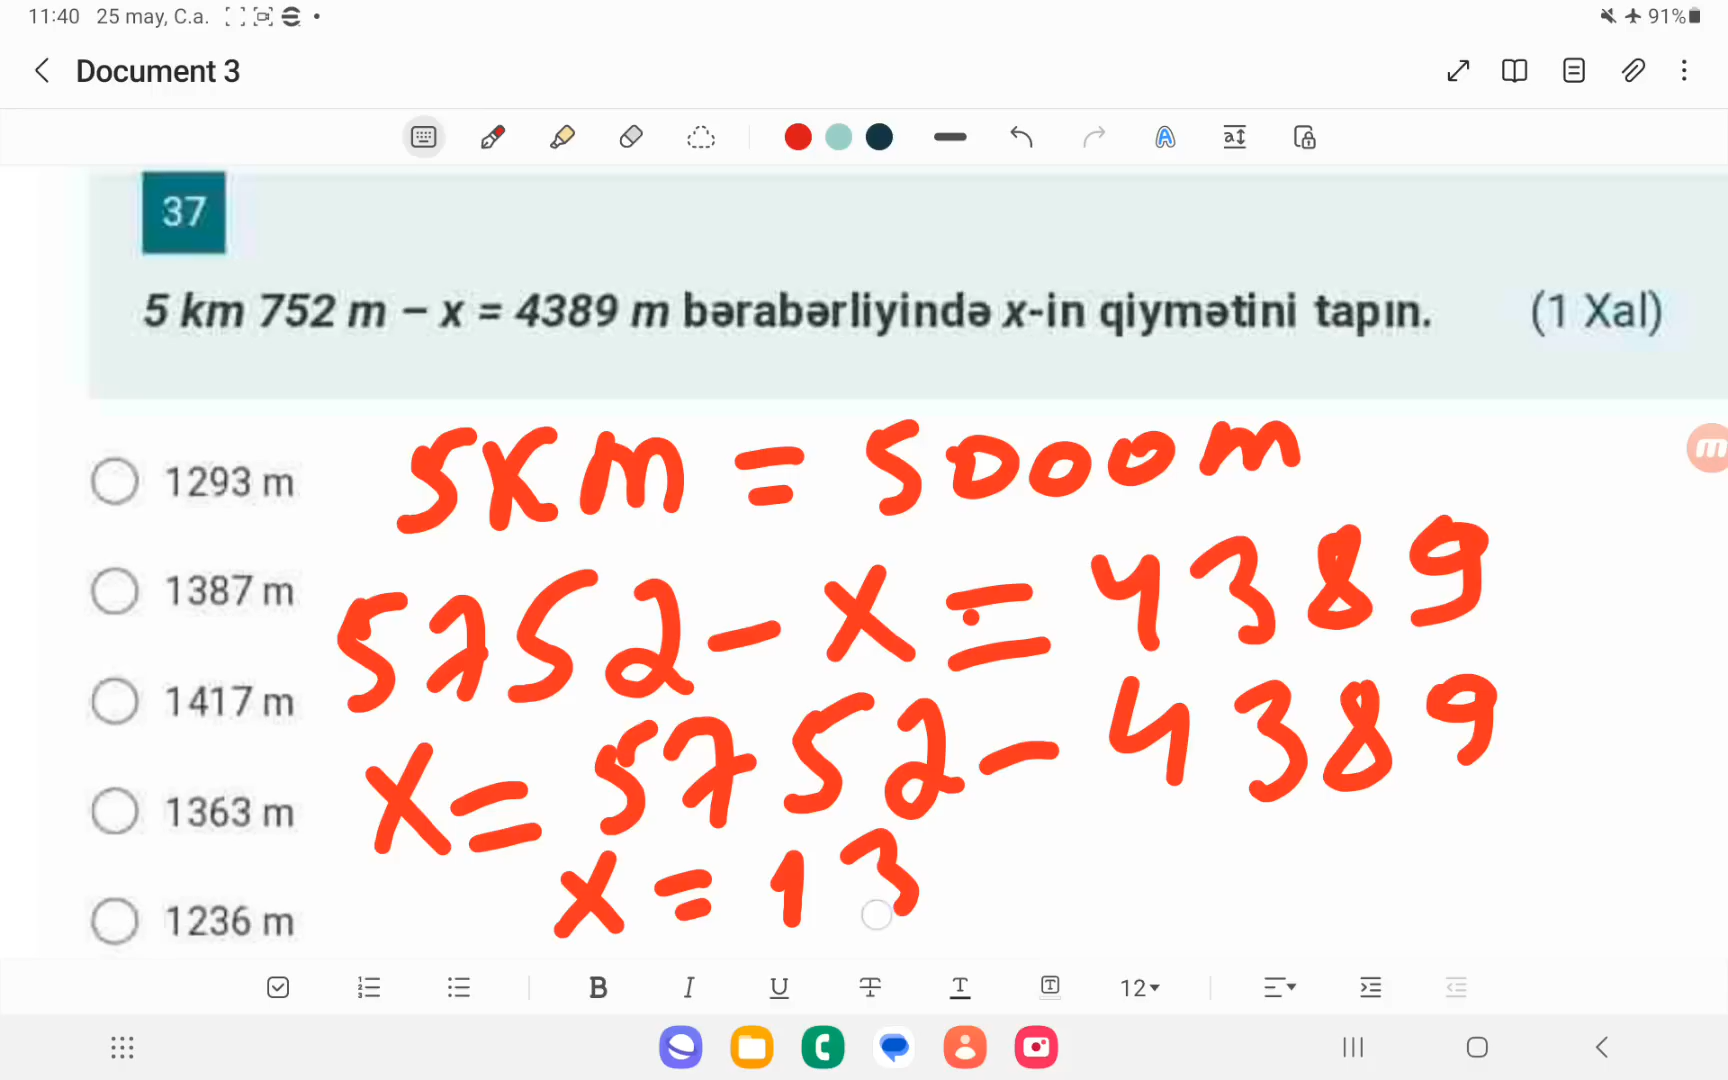 11:40 25 may, C.a.
91%
Document 3
37
5 km 752 m – x = 4389 m bərabərliyində x-in qiymətini tapın. (1 Xal)
5km = 5000m
1293 m
5752 - x = 4389
1387 m
1417 m
x = 5752 - 4389
1363 m
x = 13
1236 m
B I U T T T 12